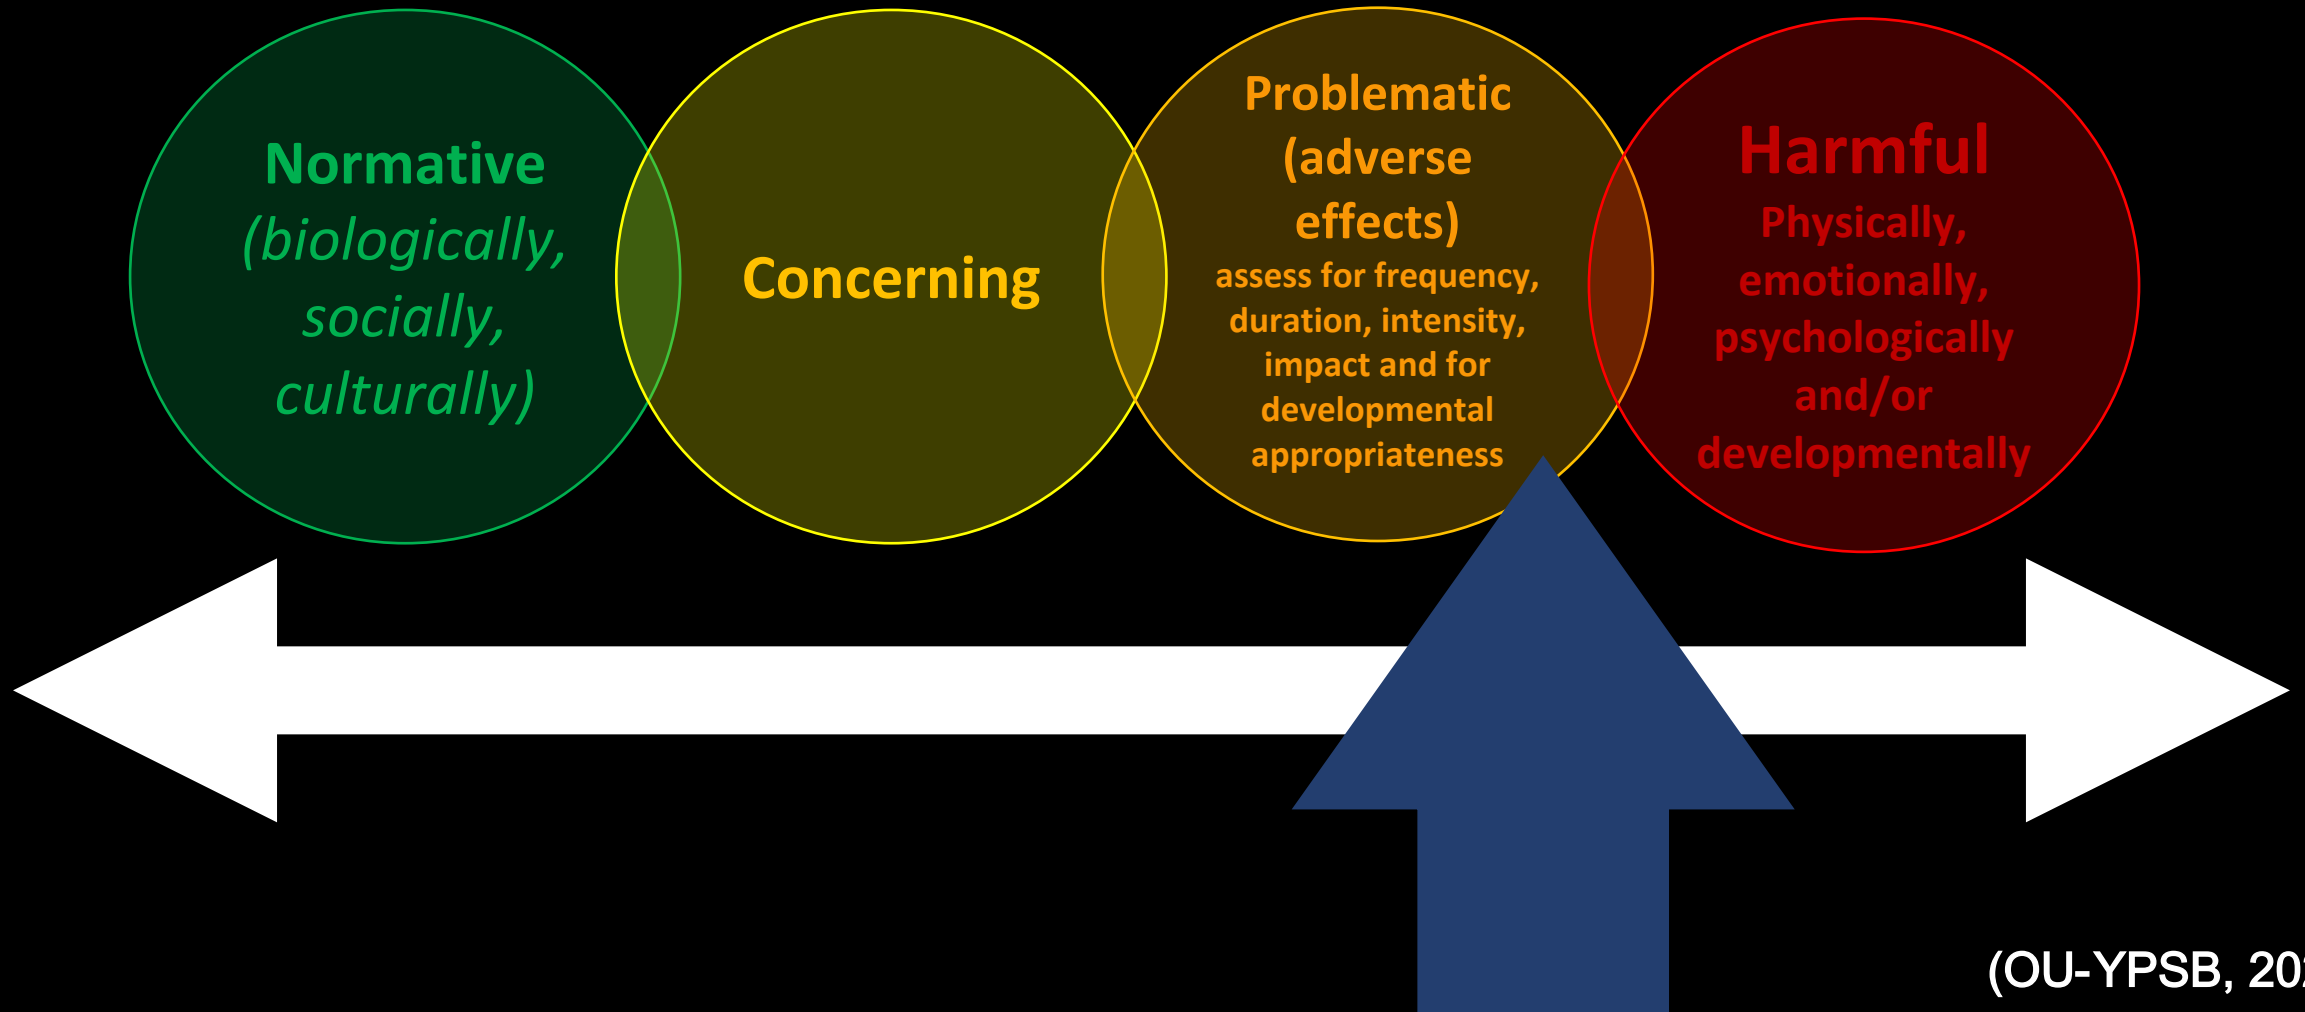 Normative
(biologically,
socially,
culturally)
Concerning
Problematic
(adverse
effects)
assess for frequency,
duration, intensity,
impact and for
developmental
appropriateness
Harmful
Physically,
emotionally,
psychologically
and/or
developmentally
(OU-YPSB,